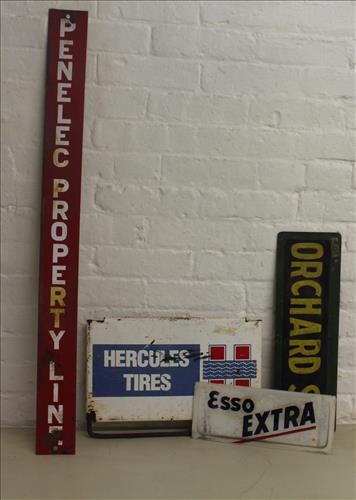 PENELEC PROPERTY LINE
HERCULES
TIRES
ORCHARD S
Esso
EXTRA